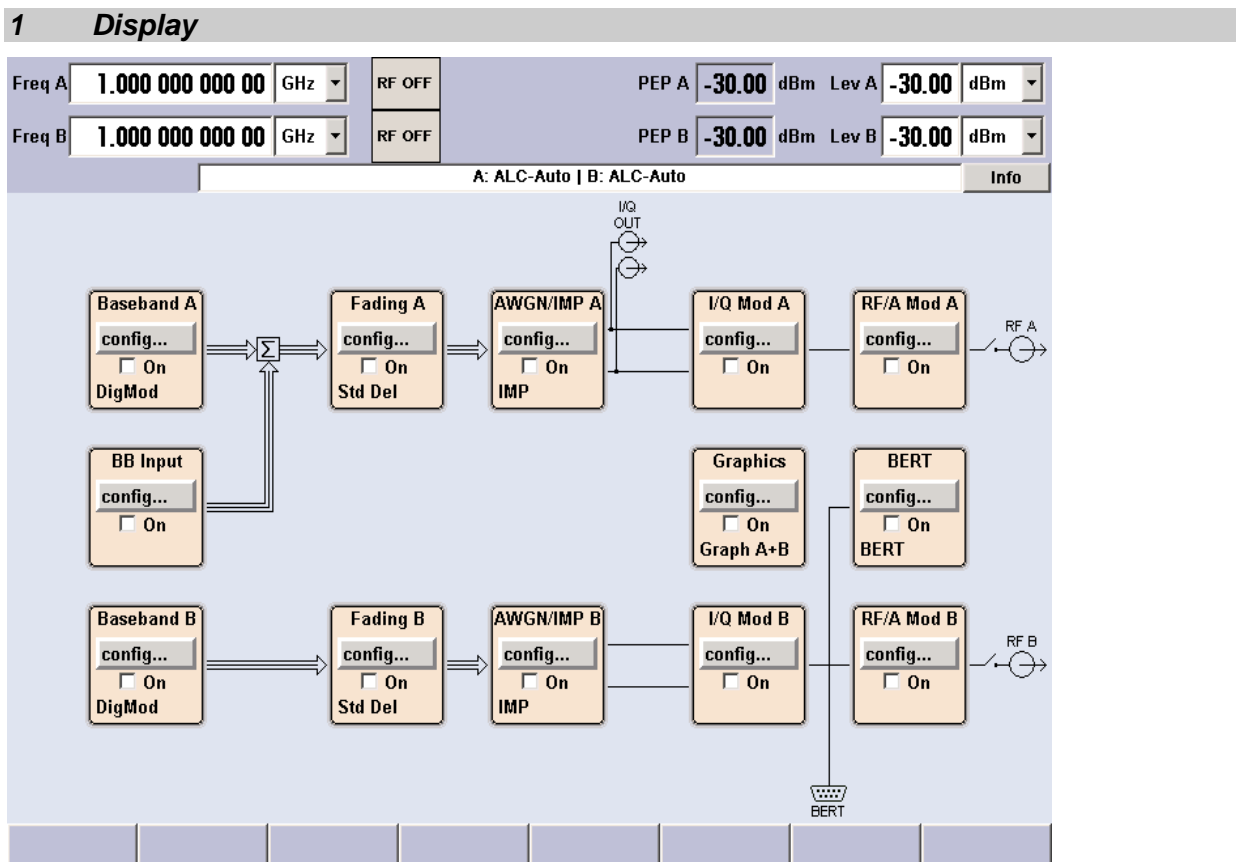 1 Display
Freq A 1.000 000 000 00 GHz RF OFF PEP A -30.00 dBm Lev A -30.00 dBm
Freq B 1.000 000 000 00 GHz RF OFF PEP B -30.00 dBm Lev B -30.00 dBm
A: ALC-Auto | B: ALC-Auto Info
I/Q
OUT
Baseband A Fading A AWGN/IMP A I/Q Mod A RF/A Mod A
RF A
config... config... config... config... config...
Σ
On On On On On
DigMod Std Del IMP
BB Input Graphics BERT
config... config... config...
On On On
Graph A+B BERT
Baseband B Fading B AWGN/IMP B I/Q Mod B RF/A Mod B
RF B
config... config... config... config... config...
On On On On On
DigMod Std Del IMP
BERT